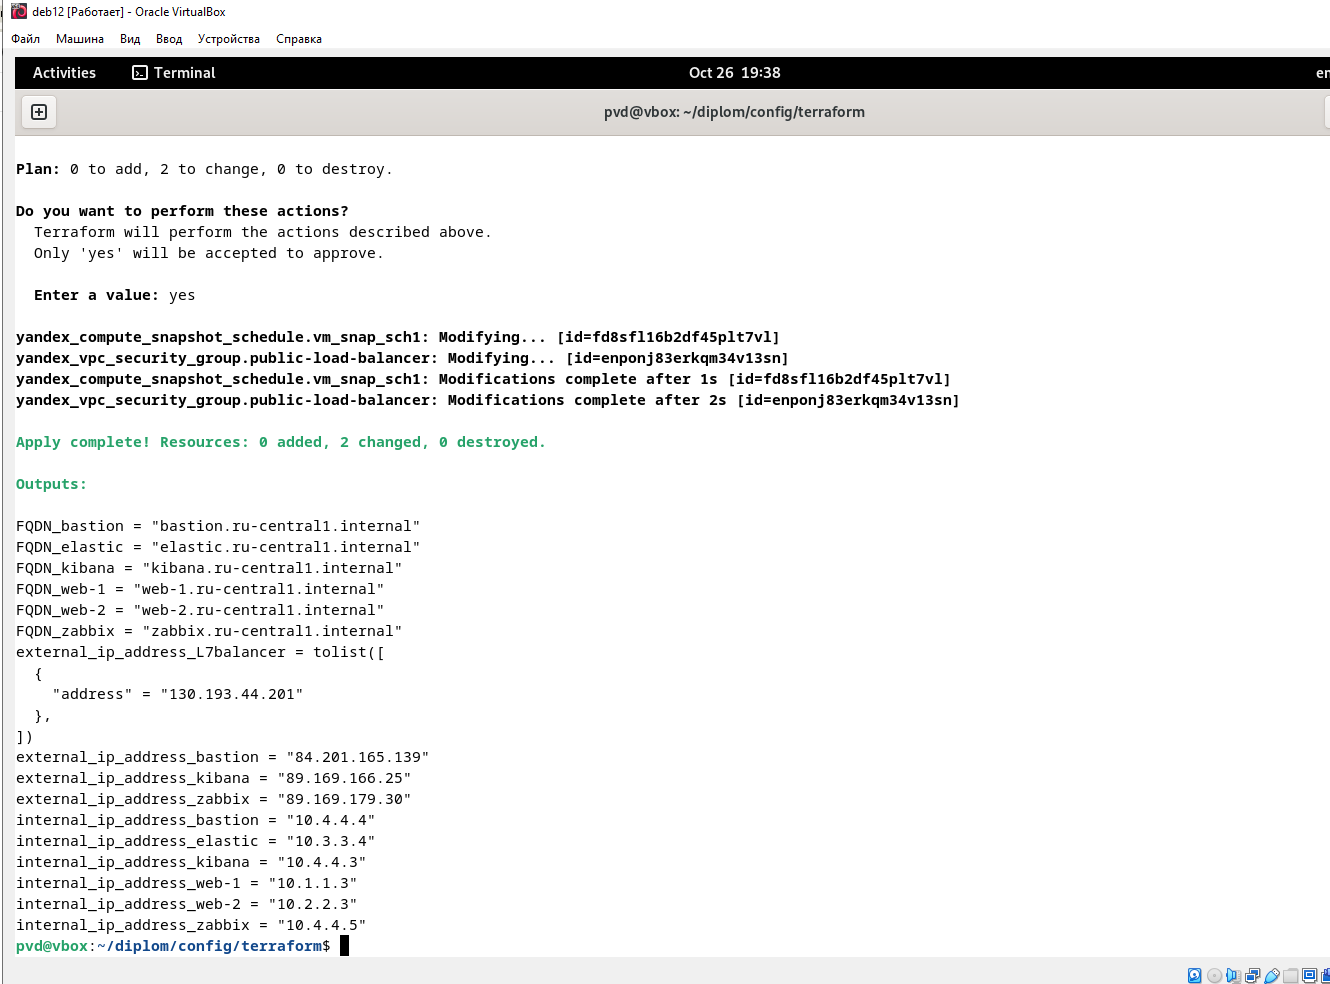 deb12 [Работает] - Oracle VirtualBox
Файл Машина Вид Ввод Устройства Справка
Activities Terminal Oct 26 19:38 en
pvd@vbox: ~/diplom/config/terraform
Plan: 0 to add, 2 to change, 0 to destroy.
Do you want to perform these actions?
Terraform will perform the actions described above.
Only 'yes' will be accepted to approve.
Enter a value: yes
yandex_compute_snapshot_schedule.vm_snap_sch1: Modifying... [id=fd8sfl16b2df45plt7vl]
yandex_vpc_security_group.public-load-balancer: Modifying... [id=enponj83erkqm34v13sn]
yandex_compute_snapshot_schedule.vm_snap_sch1: Modifications complete after 1s [id=fd8sfl16b2df45plt7vl]
yandex_vpc_security_group.public-load-balancer: Modifications complete after 2s [id=enponj83erkqm34v13sn]
Apply complete! Resources: 0 added, 2 changed, 0 destroyed.
Outputs:
FQDN_bastion = "bastion.ru-central1.internal"
FQDN_elastic = "elastic.ru-central1.internal"
FQDN_kibana = "kibana.ru-central1.internal"
FQDN_web-1 = "web-1.ru-central1.internal"
FQDN_web-2 = "web-2.ru-central1.internal"
FQDN_zabbix = "zabbix.ru-central1.internal"
external_ip_address_L7balancer = tolist([
{
"address" = "130.193.44.201"
},
])
external_ip_address_bastion = "84.201.165.139"
external_ip_address_kibana = "89.169.166.25"
external_ip_address_zabbix = "89.169.179.30"
internal_ip_address_bastion = "10.4.4.4"
internal_ip_address_elastic = "10.3.3.4"
internal_ip_address_kibana = "10.4.4.3"
internal_ip_address_web-1 = "10.1.1.3"
internal_ip_address_web-2 = "10.2.2.3"
internal_ip_address_zabbix = "10.4.4.5"
pvd@vbox:~/diplom/config/terraform$